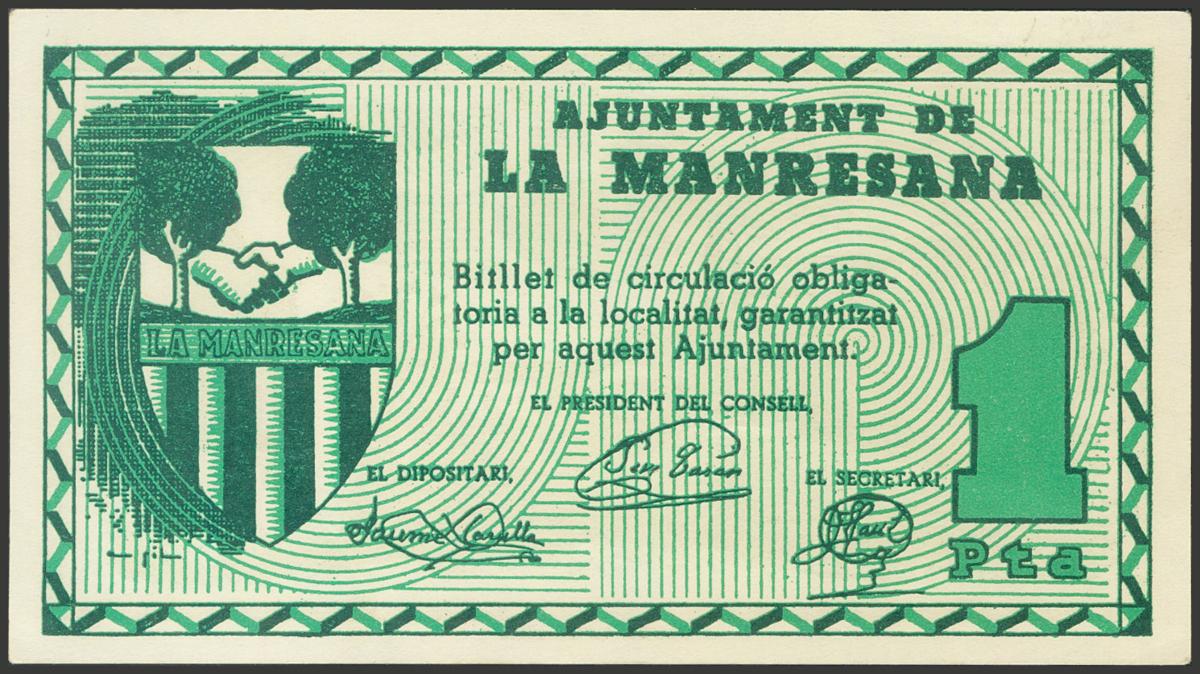 AJUNTAMENT DE
LA MANRESANA
LA MANRESANA
Bitllet de circulació obliga-
toria a la localitat, garantitzat
per aquest Ajuntament.
EL PRESIDENT DEL CONSELL,
EL DIPOSITARI,
EL SECRETARI,
1
Pta